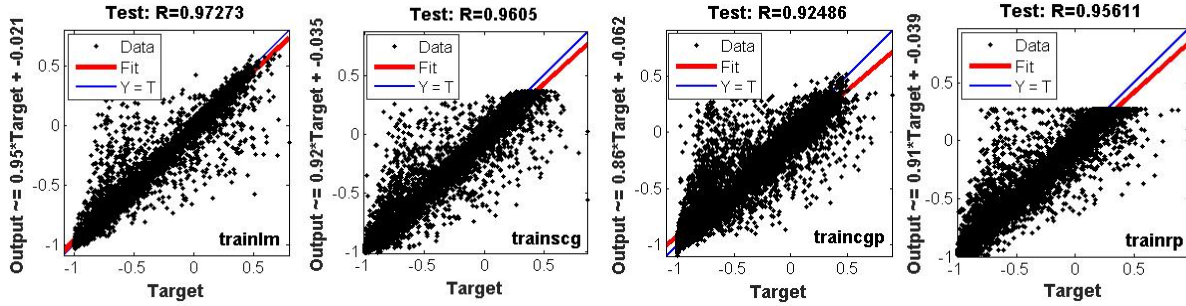 Test: R=0.97273
Output ~= 0.95*Target + -0.021
Data
Fit
Y = T
0.5
0
-0.5
-1
trainlm
-1 -0.5 0 0.5
Target
Test: R=0.9605
Output ~= 0.92*Target + -0.035
Data
Fit
Y = T
0.5
0
-0.5
-1
trainscg
-1 -0.5 0 0.5
Target
Test: R=0.92486
Output ~= 0.86*Target + -0.062
Data
Fit
Y = T
0.5
0
-0.5
-1
traincgp
-1 -0.5 0 0.5
Target
Test: R=0.95611
Output ~= 0.91*Target + -0.039
Data
Fit
Y = T
0.5
0
-0.5
-1
trainrp
-1 -0.5 0 0.5
Target